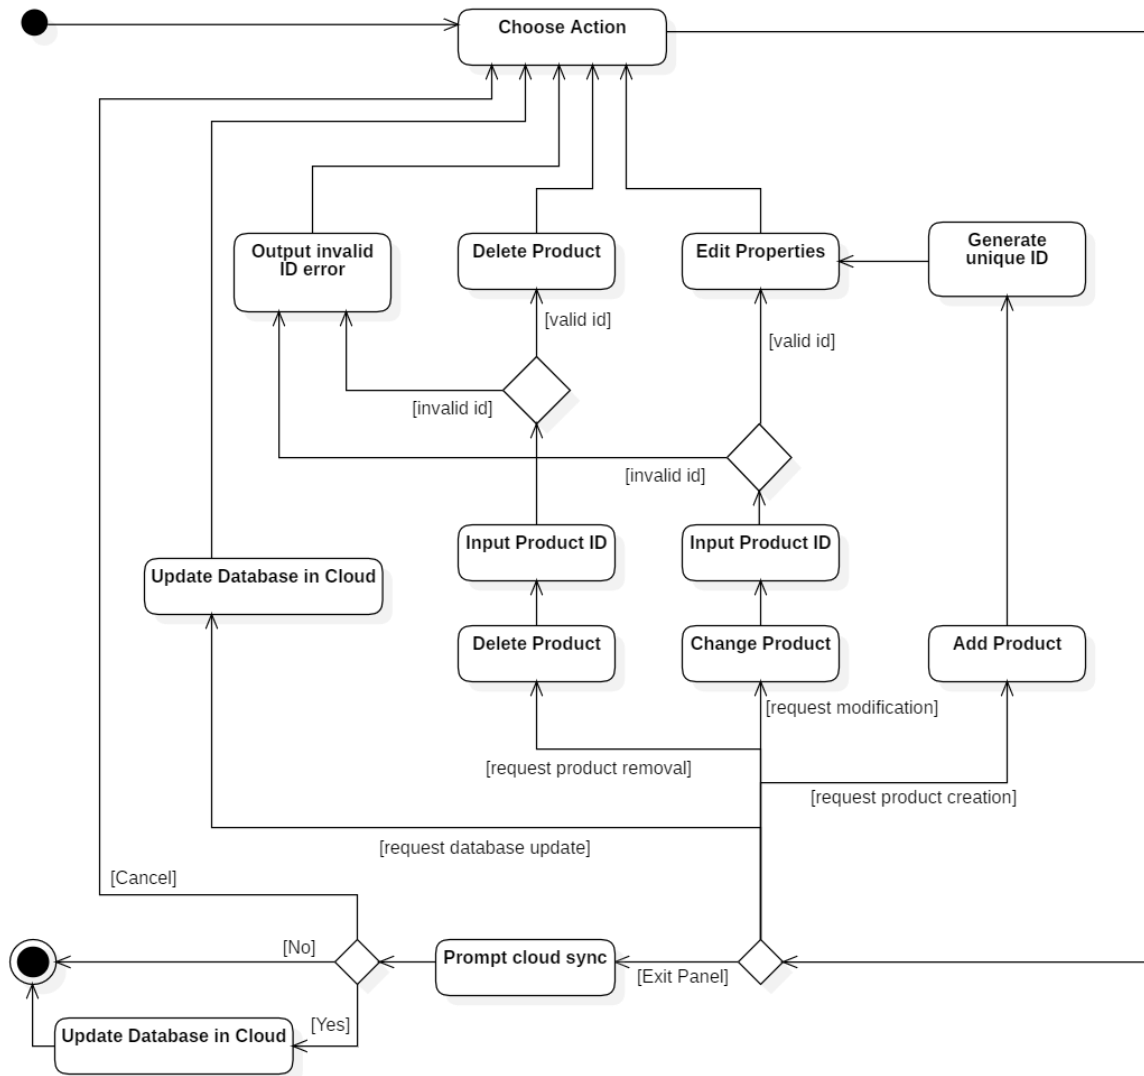 Choose Action
Output invalid
ID error
Delete Product
Edit Properties
Generate
unique ID
[valid id]
[valid id]
[invalid id]
[invalid id]
Input Product ID
Input Product ID
Update Database in Cloud
Delete Product
Change Product
Add Product
[request modification]
[request product removal]
[request product creation]
[request database update]
[Cancel]
[No]
Prompt cloud sync
[Exit Panel]
Update Database in Cloud
[Yes]